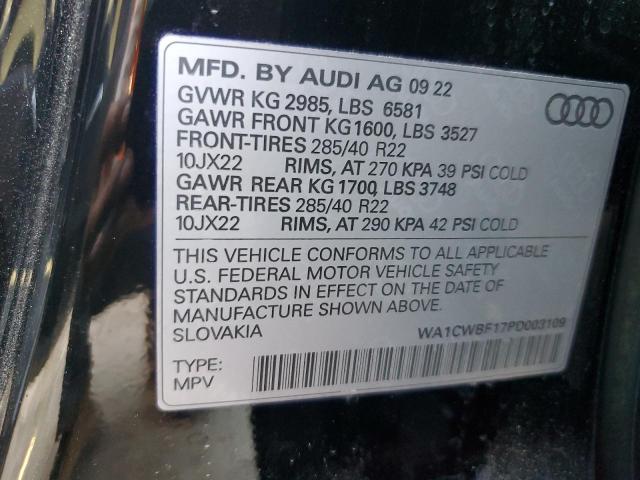 MFD. BY AUDI AG 09 22
GVWR KG 2985, LBS 6581
GAWR FRONT KG1600, LBS 3527
FRONT-TIRES 285/40 R22
10JX22 RIMS, AT 270 KPA 39 PSI COLD
GAWR REAR KG 1700, LBS 3748
REAR-TIRES 285/40 R22
10JX22 RIMS, AT 290 KPA 42 PSI COLD
THIS VEHICLE CONFORMS TO ALL APPLICABLE
U.S. FEDERAL MOTOR VEHICLE SAFETY
STANDARDS IN EFFECT ON THE DATE OF
MANUFACTURE SHOWN ABOVE.
SLOVAKIA WA1CWBF17PD003109
TYPE:
MPV